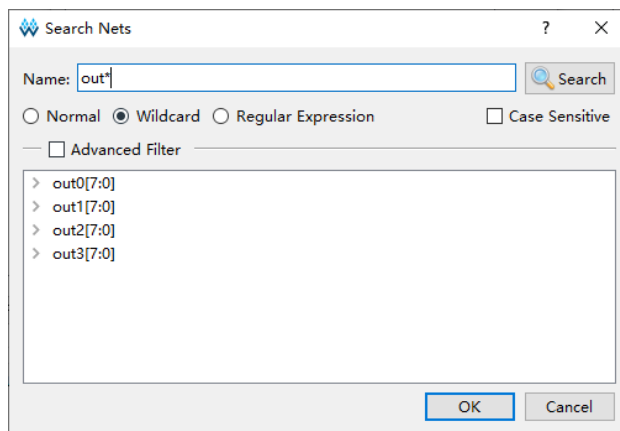 Search Nets
Name: out*
Search
Normal Wildcard Regular Expression Case Sensitive
Advanced Filter
out0[7:0]
out1[7:0]
out2[7:0]
out3[7:0]
OK Cancel